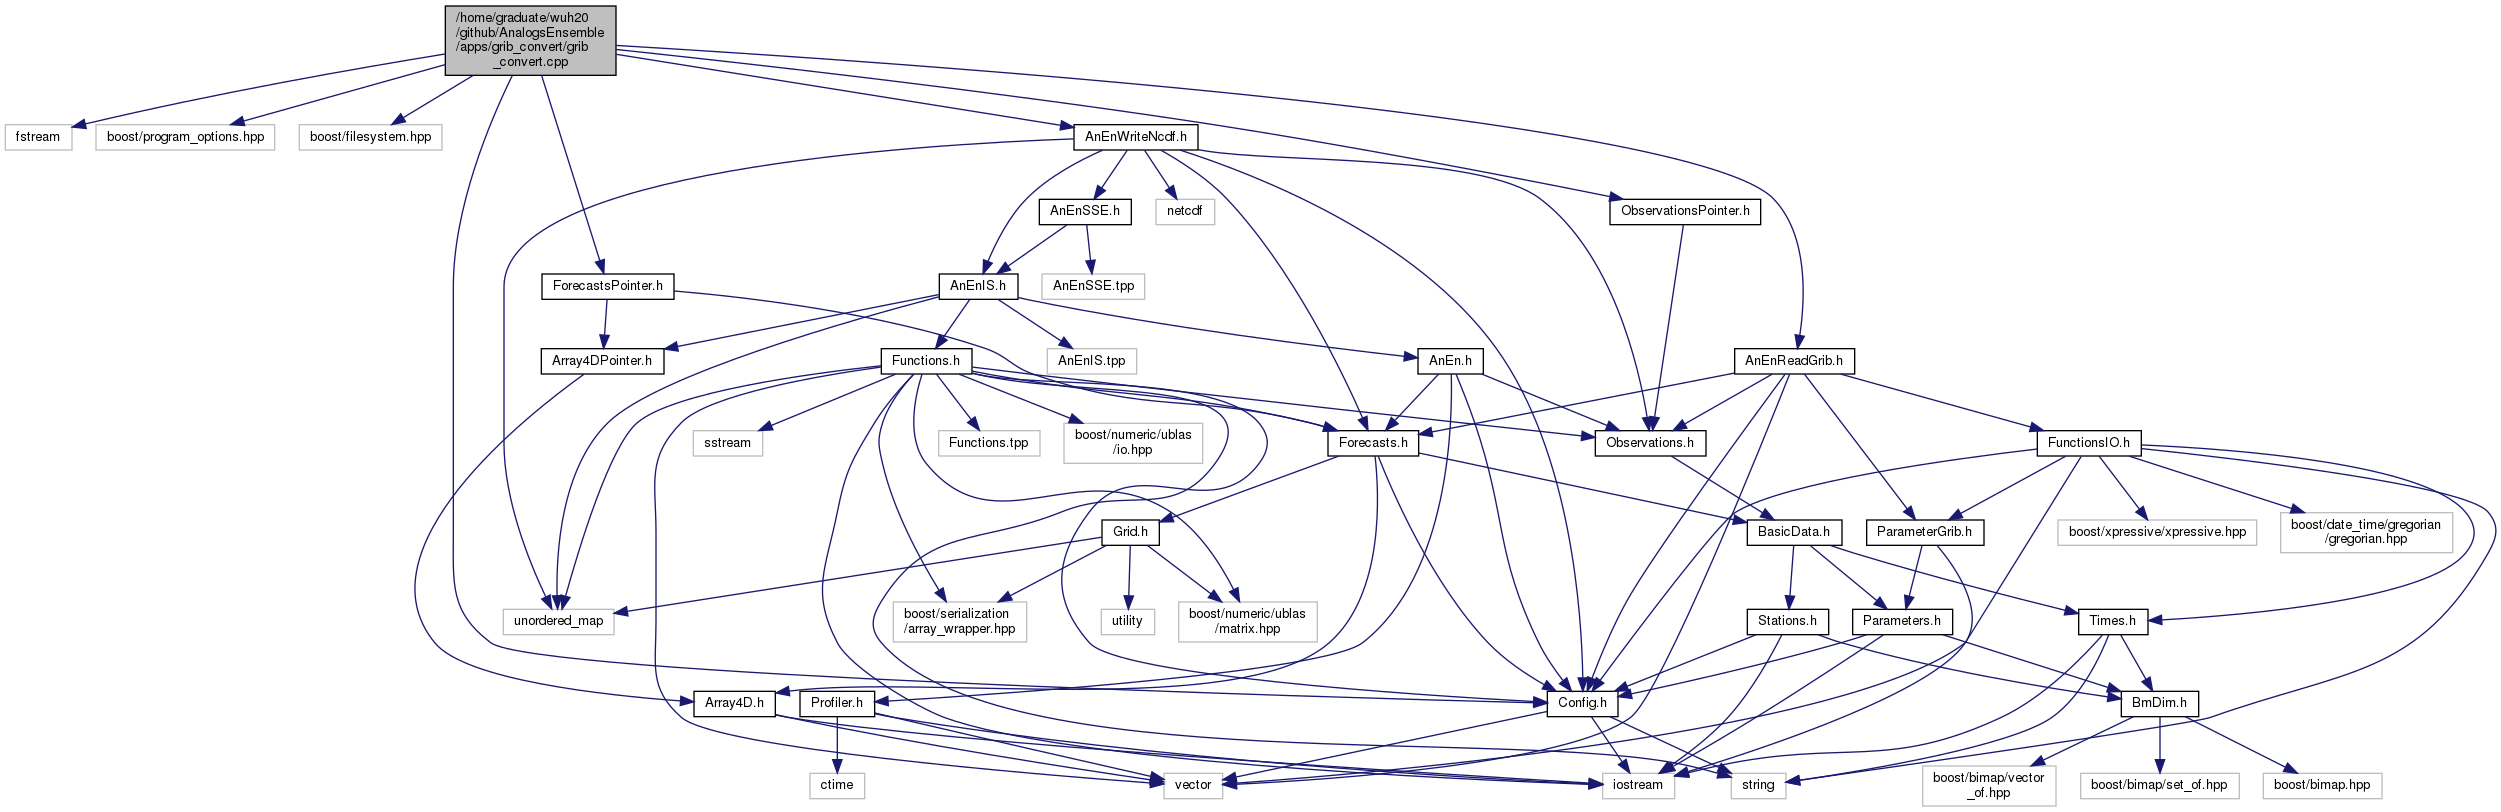 /home/graduate/wuh20
/github/AnalogsEnsemble
/apps/grib_convert/grib
_convert.cpp
fstream
boost/program_options.hpp
boost/filesystem.hpp
AnEnWriteNcdf.h
AnEnSSE.h
netcdf
ObservationsPointer.h
ForecastsPointer.h
AnEnIS.h
AnEnSSE.tpp
Array4DPointer.h
Functions.h
AnEnIS.tpp
AnEn.h
AnEnReadGrib.h
sstream
Functions.tpp
boost/numeric/ublas
/io.hpp
Forecasts.h
Observations.h
FunctionsIO.h
Grid.h
BasicData.h
ParameterGrib.h
boost/xpressive/xpressive.hpp
boost/date_time/gregorian
/gregorian.hpp
unordered_map
boost/serialization
/array_wrapper.hpp
utility
boost/numeric/ublas
/matrix.hpp
Stations.h
Parameters.h
Times.h
Array4D.h
Profiler.h
Config.h
BmDim.h
ctime
vector
iostream
string
boost/bimap/vector
_of.hpp
boost/bimap/set_of.hpp
boost/bimap.hpp